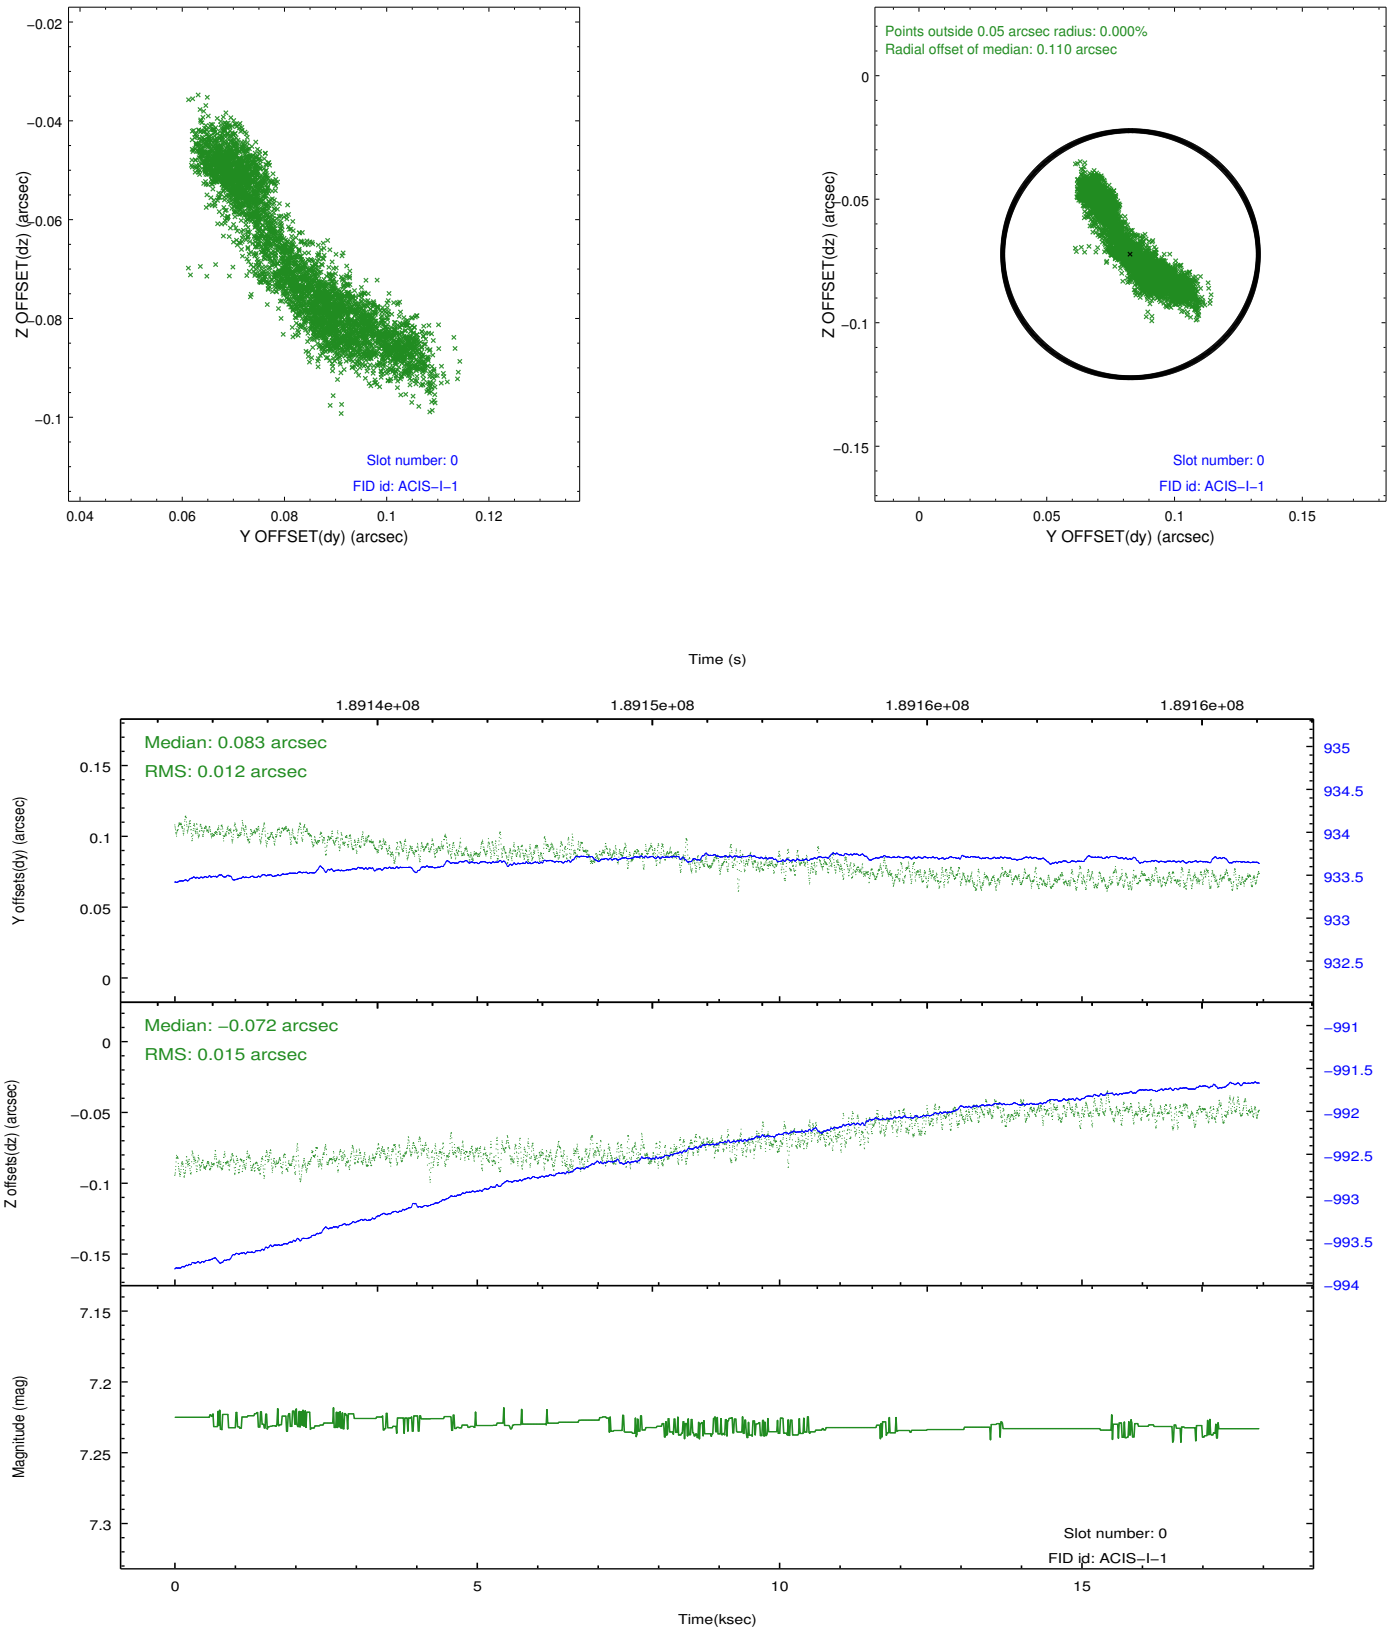 −0.02
−0.04
−0.06
−0.08
−0.1
Z OFFSET(dz) (arcsec)
Slot number: 0
FID id: ACIS−I−1
0.04
0.06
0.08
0.1
0.12
Y OFFSET(dy) (arcsec)
Points outside 0.05 arcsec radius: 0.000%
Radial offset of median: 0.110 arcsec
0
−0.05
−0.1
−0.15
Z OFFSET(dz) (arcsec)
Slot number: 0
FID id: ACIS−I−1
0
0.05
0.1
0.15
Y OFFSET(dy) (arcsec)
Time (s)
1.8914e+08
1.8915e+08
1.8916e+08
1.8916e+08
Median: 0.083 arcsec
RMS: 0.012 arcsec
0.15
0.1
0.05
0
Y offsets(dy) (arcsec)
935
934.5
934
933.5
933
932.5
Median: −0.072 arcsec
RMS: 0.015 arcsec
0
−0.05
−0.1
−0.15
Z offsets(dz) (arcsec)
−991
−991.5
−992
−992.5
−993
−993.5
−994
7.15
7.2
7.25
7.3
Magnitude (mag)
Slot number: 0
FID id: ACIS−I−1
0
5
10
15
Time(ksec)